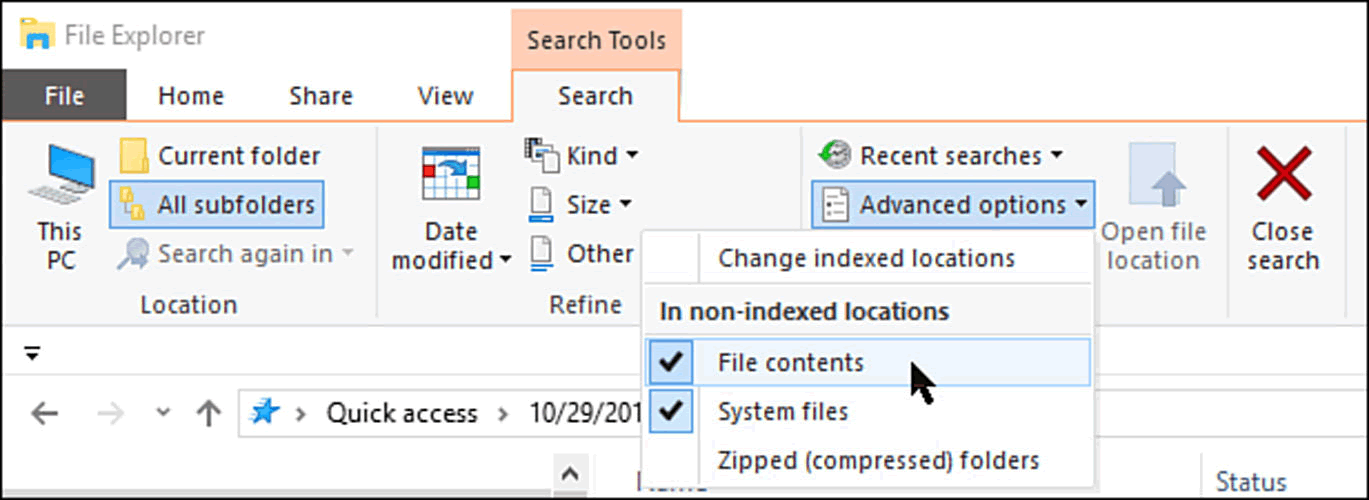 File Explorer
Search Tools
File Home Share View Search
This PC
Current folder
All subfolders
Search again in
Location
Date modified
Kind
Size
Other
Refine
Recent searches
Advanced options
Change indexed locations
In non-indexed locations
File contents
System files
Zipped (compressed) folders
Open file location
Close search
Quick access 10/29/201
Status